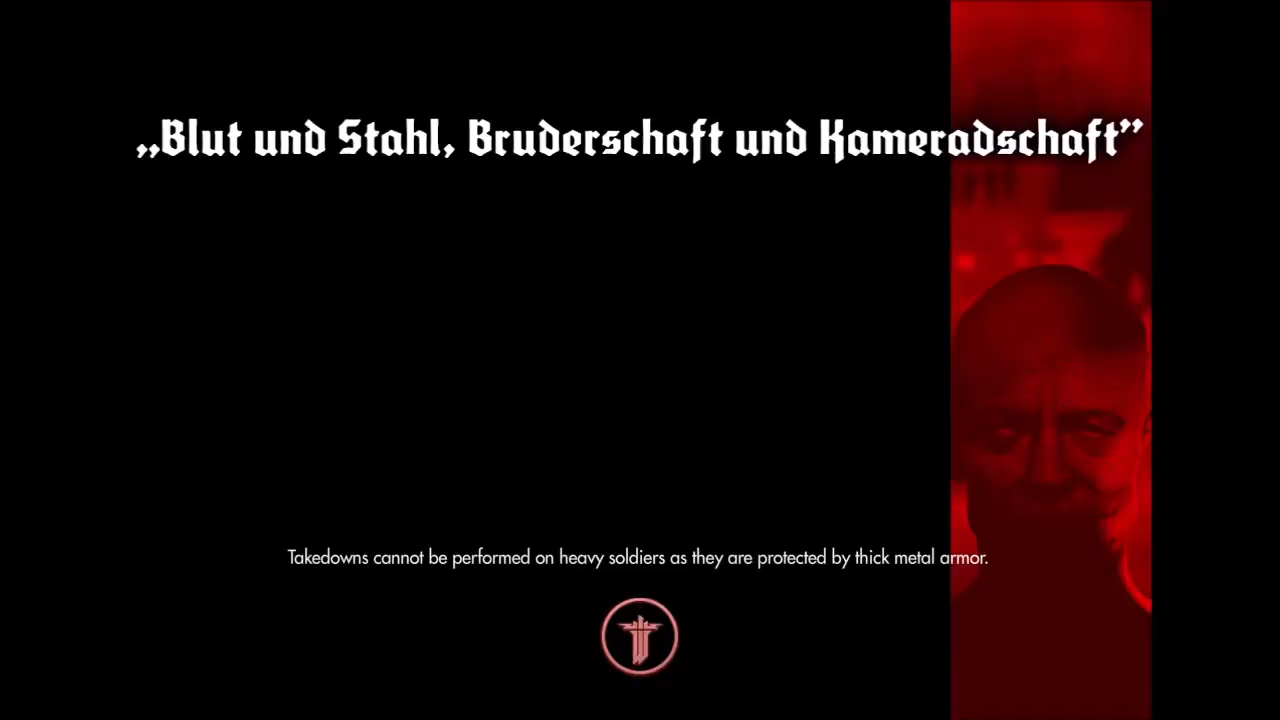 „Blut und Stahl, Bruderschaft und Kameradschaft”
Takedowns cannot be performed on heavy soldiers as they are protected by thick metal armor.